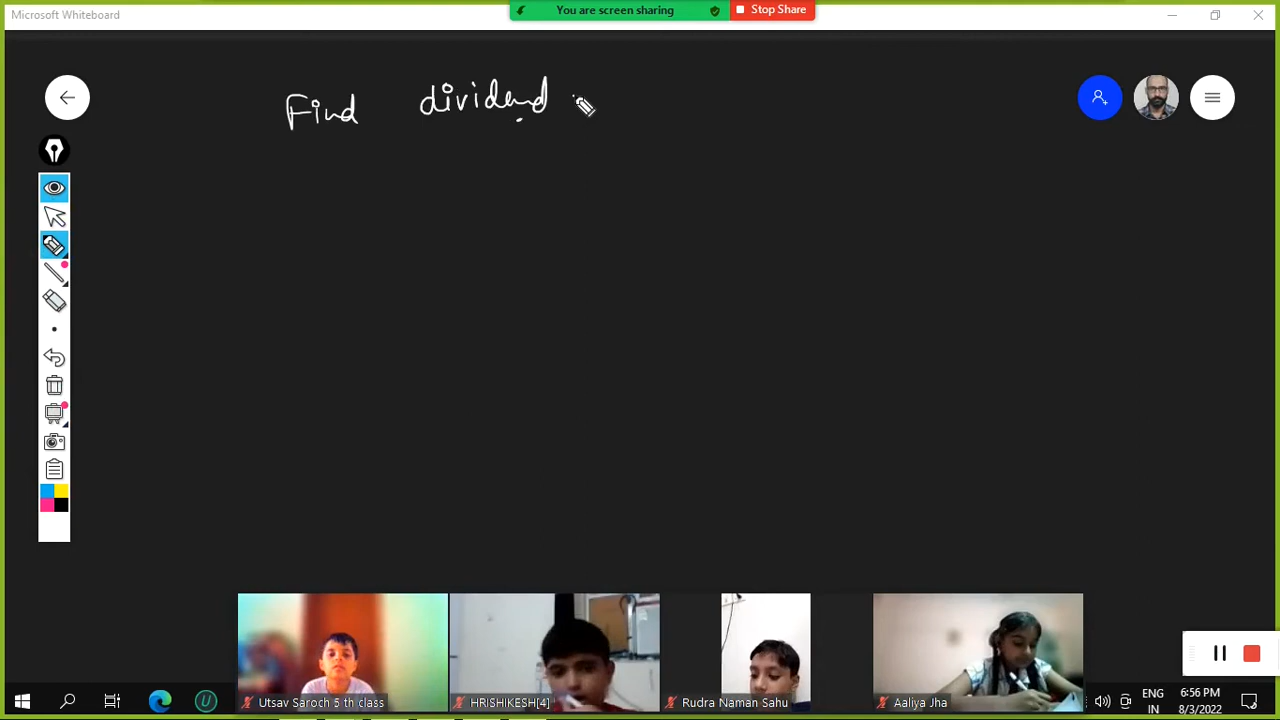 You are screen sharing
Stop Share
Microsoft Whiteboard
Find dividend
Utsav Saroch 5 th class
HRISHIKESH[4]
Rudra Naman Sahu
Aaliya Jha
ENG
IN
6:56 PM
8/3/2022